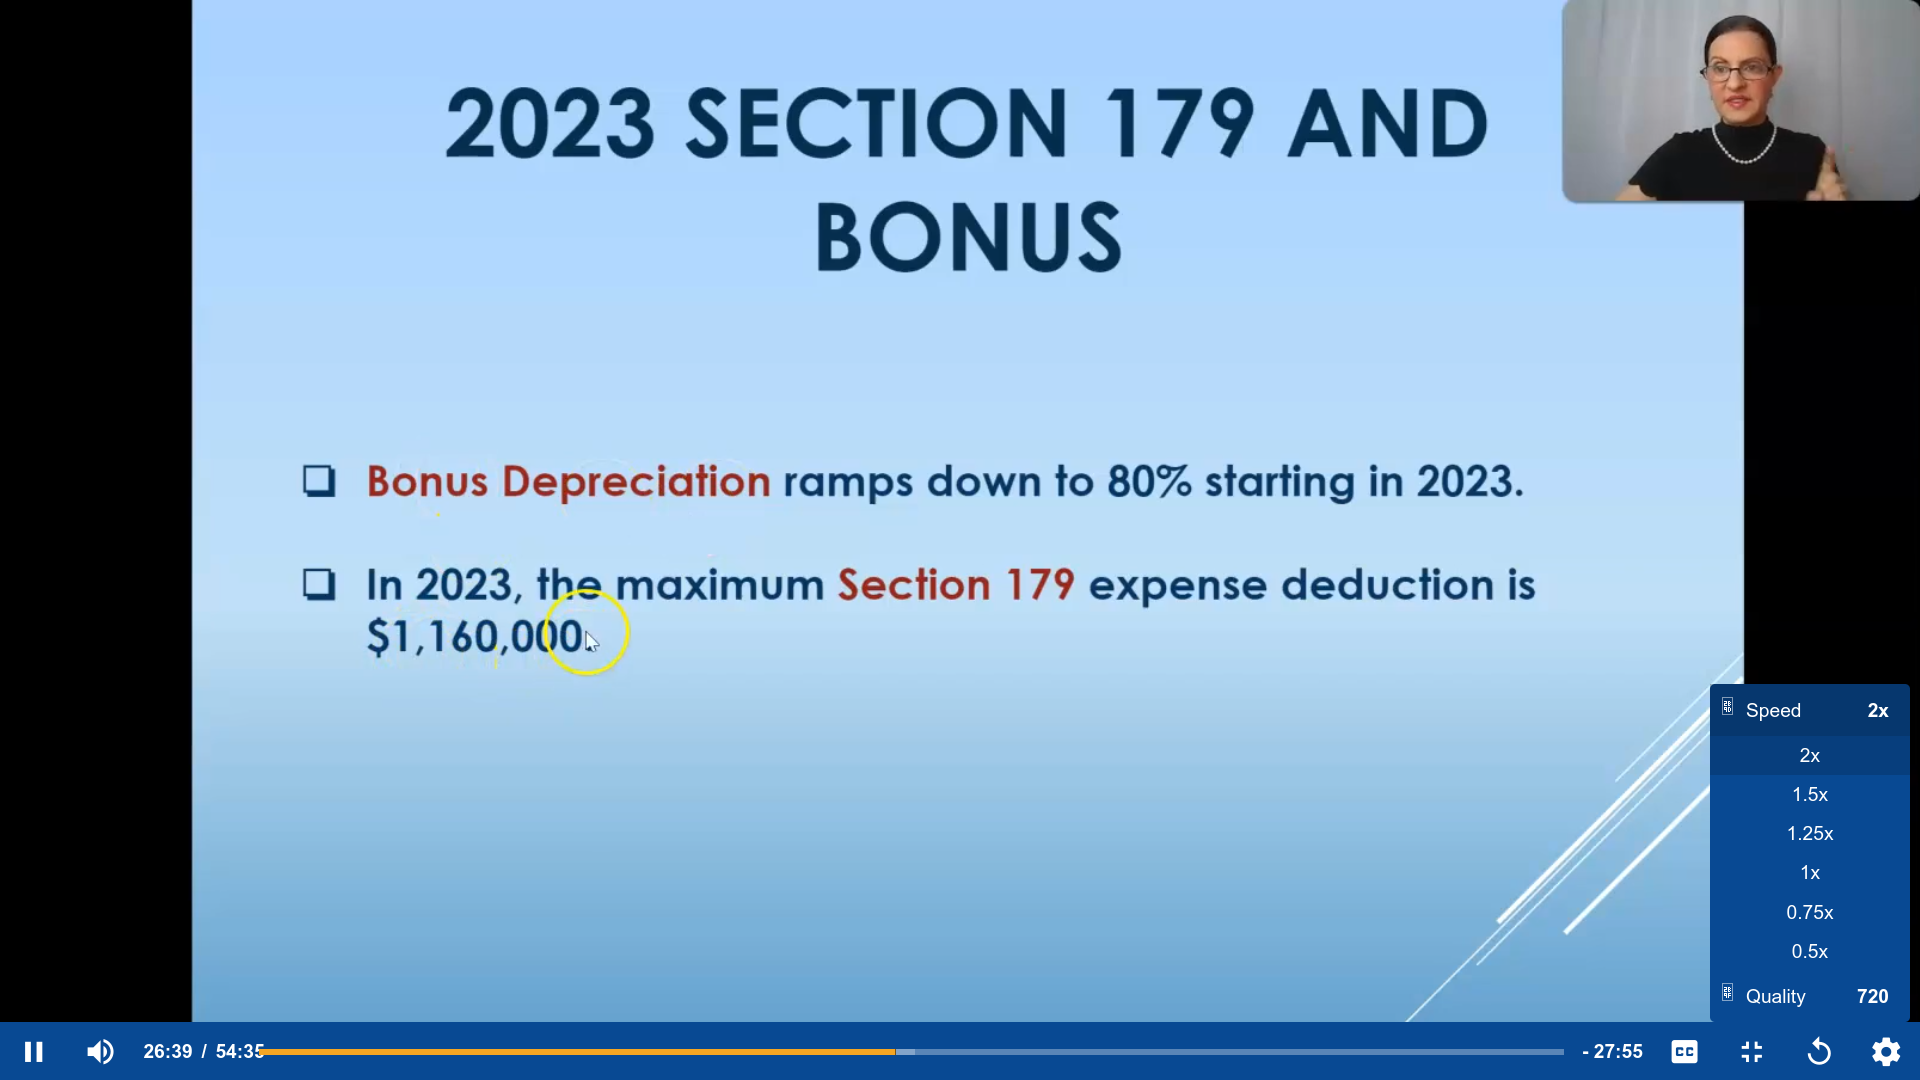 2023 SECTION 179 AND
BONUS
Bonus Depreciation ramps down to 80% starting in 2023.
In 2023, the maximum Section 179 expense deduction is
$1,160,000.
Speed 2x
2x
1.5x
1.25x
1x
0.75x
0.5x
Quality 720
26:39 / 54:35
- 27:55
CC